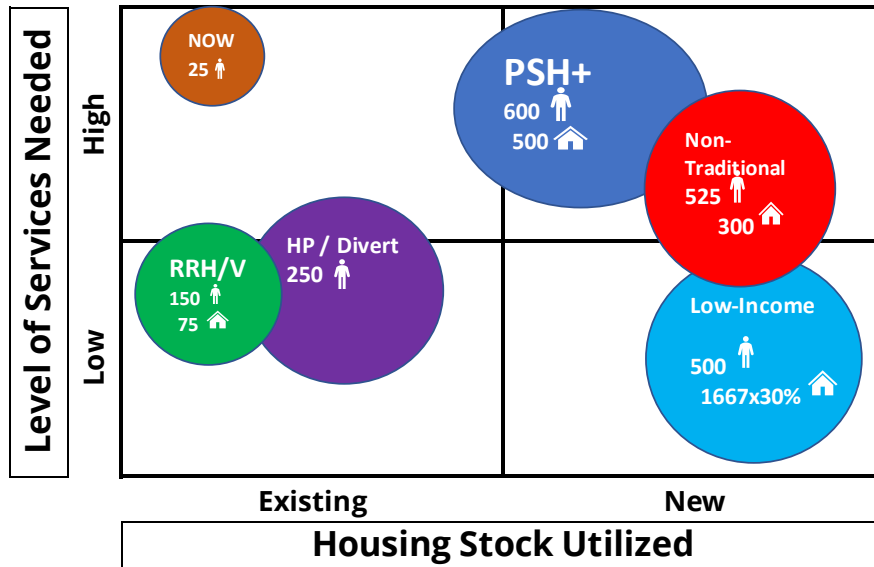 Level of Services Needed
High
Low
NOW
25
PSH+
600
500
Non-
Traditional
525
300
RRH/V
150
75
HP / Divert
250
Low-Income
500
1667x30%
Existing
New
Housing Stock Utilized